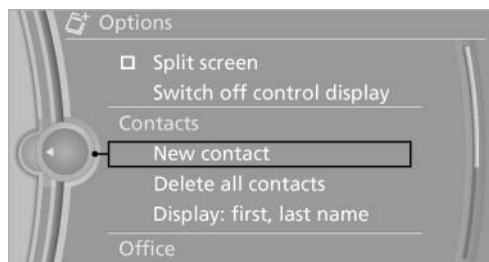 Options
Split screen
Switch off control display
Contacts
New contact
Delete all contacts
Display: first, last name
Office